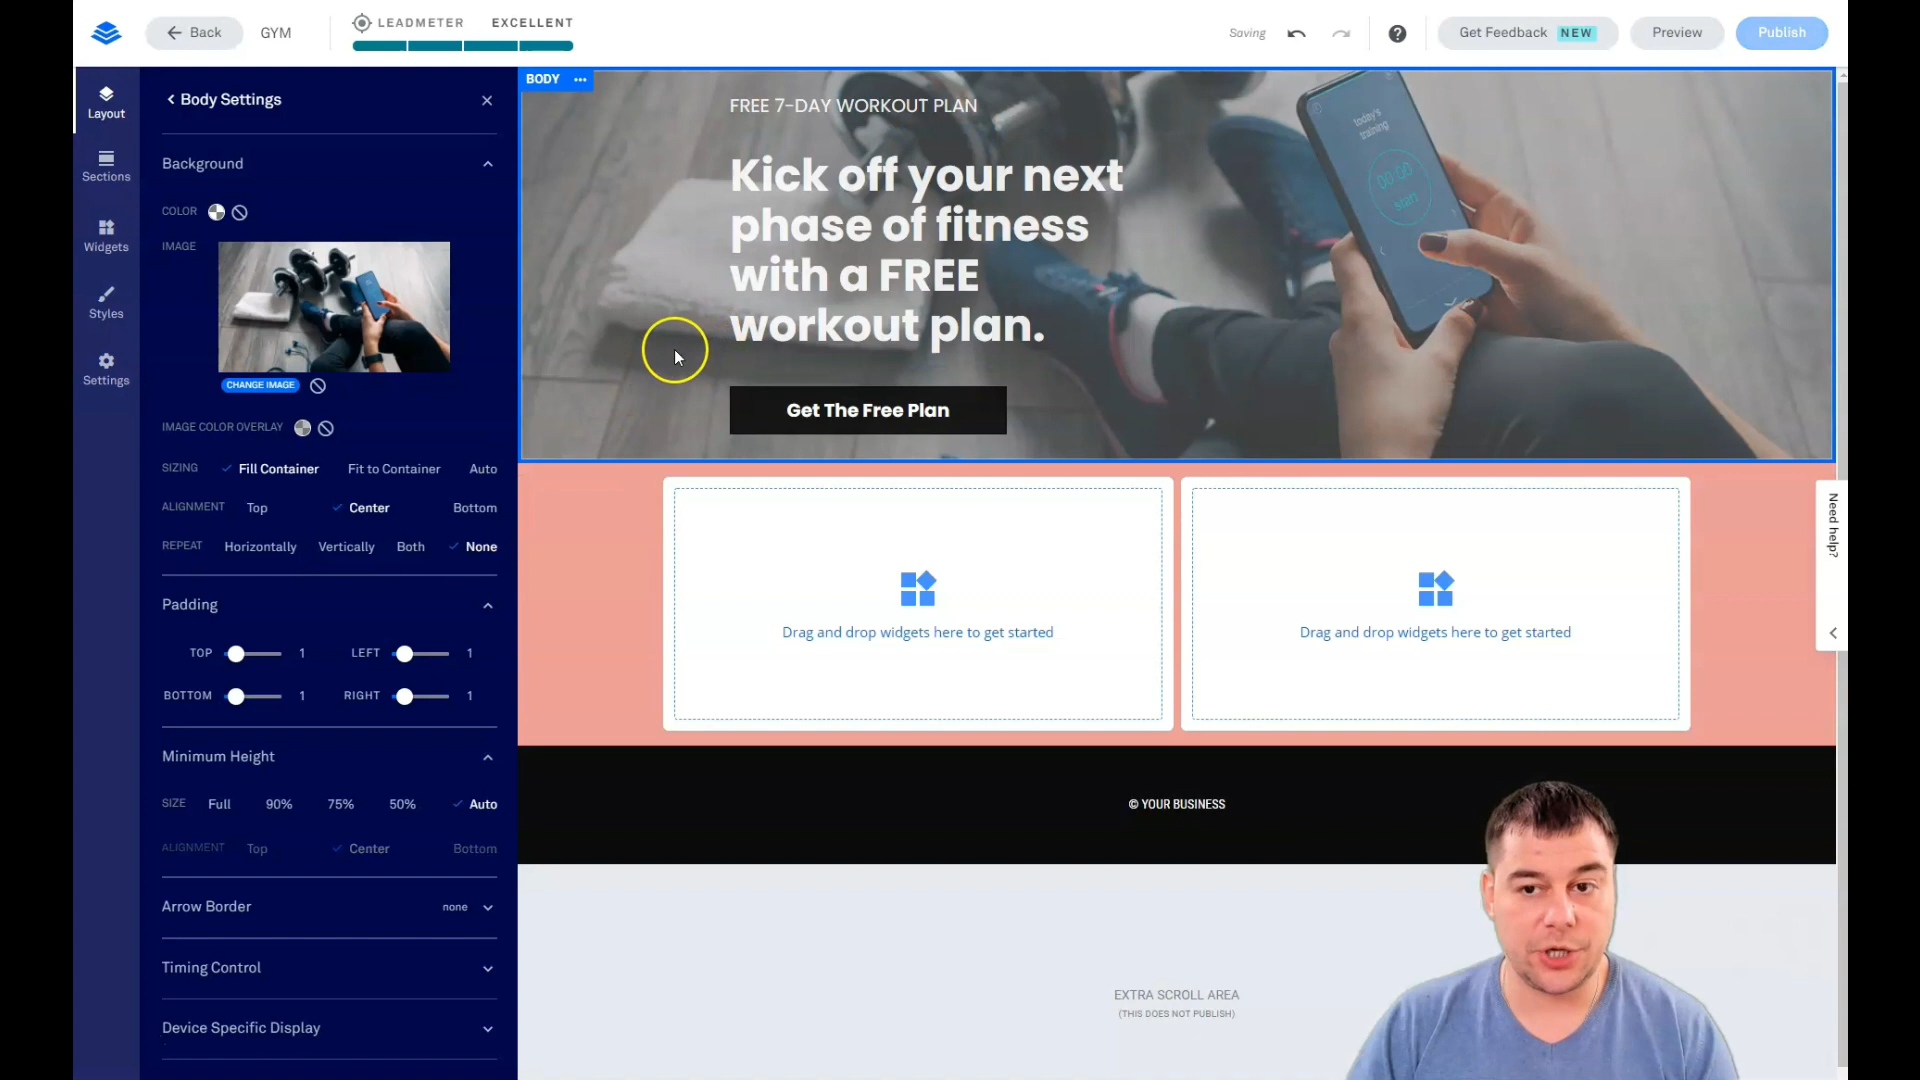 Back
GYM
LEADMETER EXCELLENT
Saving
?
Get Feedback NEW
Preview
Publish
Layout
Sections
Widgets
Styles
Settings
Body Settings
Background
COLOR
IMAGE
CHANGE IMAGE
IMAGE COLOR OVERLAY
SIZING Fill Container Fit to Container Auto
ALIGNMENT Top Center Bottom
REPEAT Horizontally Vertically Both None
Padding
TOP 1 LEFT 1
BOTTOM 1 RIGHT 1
Minimum Height
SIZE Full 90% 75% 50% Auto
ALIGNMENT Top Center Bottom
Arrow Border none
Timing Control
Device Specific Display
BODY
FREE 7-DAY WORKOUT PLAN
Kick off your next
phase of fitness
with a FREE
workout plan.
Get The Free Plan
today's
training
00:00
start
Drag and drop widgets here to get started
Drag and drop widgets here to get started
© YOUR BUSINESS
EXTRA SCROLL AREA
(THIS DOES NOT PUBLISH)
Need help?